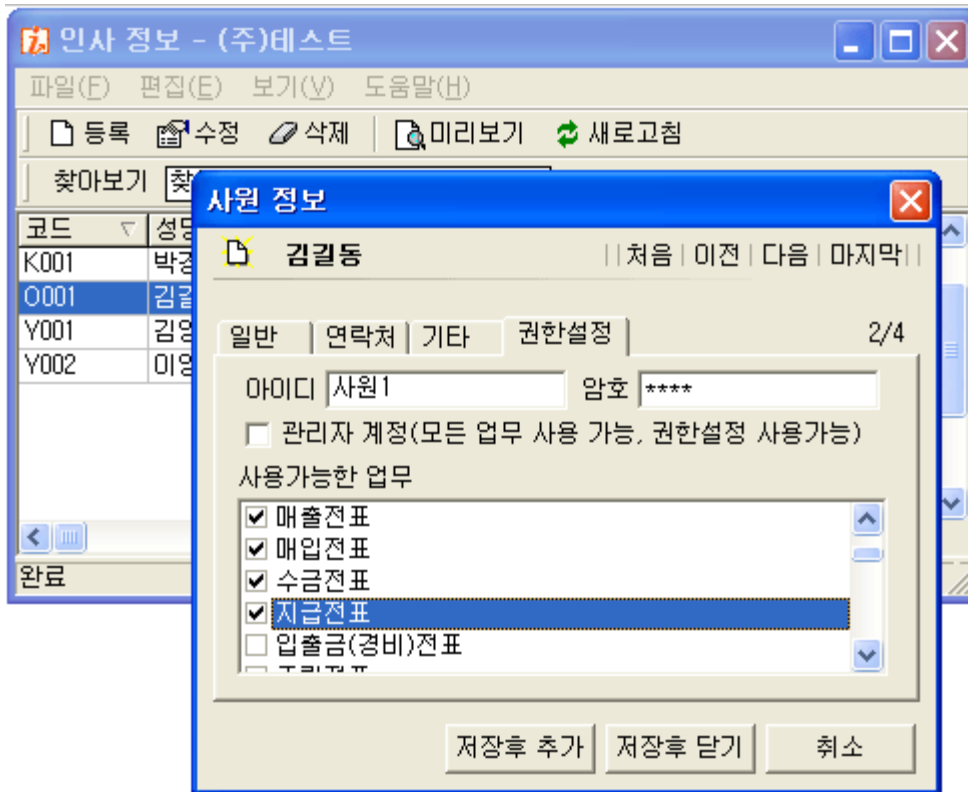 인사 정보 - (주)테스트
파일(F) 편집(E) 보기(V) 도움말(H)
등록 수정 삭제 미리보기 새로고침
찾아보기
코드
K001
O001
Y001
Y002
완료
사원 정보
김길동 처음 이전 다음 마지막
일반 연락처 기타 권한설정 2/4
아이디 사원1 암호 ****
관리자 계정(모든 업무 사용 가능, 권한설정 사용가능)
사용가능한 업무
매출전표
매입전표
수금전표
지급전표
입출금(경비)전표
저장후 추가 저장후 닫기 취소